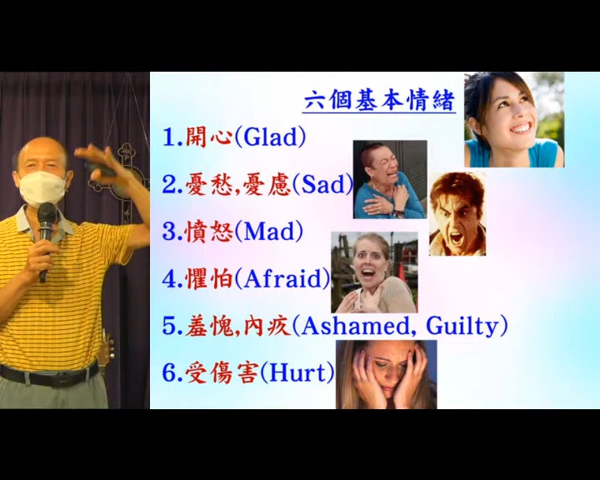 六個基本情緒
1.開心(Glad)
2.憂愁,憂慮(Sad)
3.憤怒(Mad)
4.懼怕(Afraid)
5.羞愧,內疚(Ashamed, Guilty)
6.受傷害(Hurt)